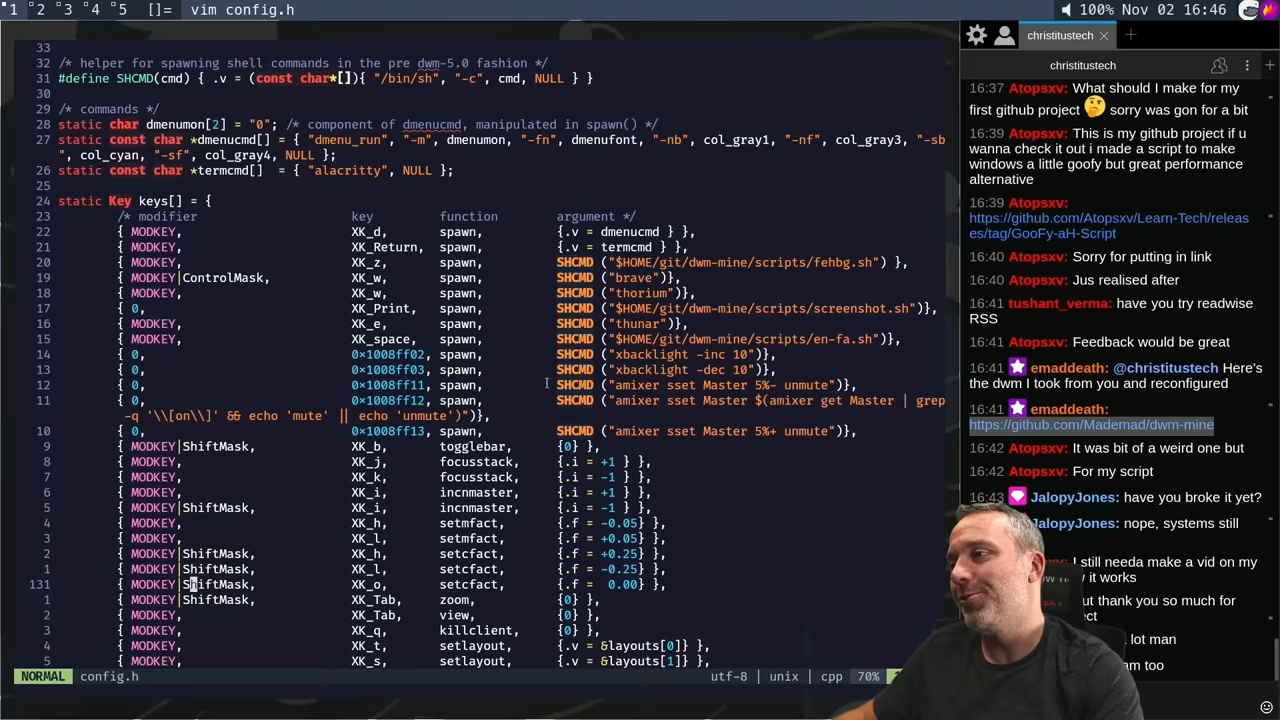 1 2 3 4 5 []= vim config.h
100% Nov 02 16:46
33
32 /* helper for spawning shell commands in the pre dwm-5.0 fashion */
31 #define SHCMD(cmd) { .v = (const char*[]){ "/bin/sh", "-c", cmd, NULL } }
30
29 /* commands */
28 static char dmenumon[2] = "0"; /* component of dmenucmd, manipulated in spawn() */
27 static const char *dmenucmd[] = { "dmenu_run", "-m", dmenumon, "-fn", dmenufont, "-nb", col_gray1, "-nf", col_gray3, "-sb
", col_cyan, "-sf", col_gray4, NULL };
26 static const char *termcmd[] = { "alacritty", NULL };
25
24 static Key keys[] = {
23 /* modifier key function argument */
22 { MODKEY, XK_d, spawn, {.v = dmenucmd } },
21 { MODKEY, XK_Return, spawn, {.v = termcmd } },
20 { MODKEY, XK_z, spawn, SHCMD ("$HOME/git/dwm-mine/scripts/fehbg.sh") },
19 { MODKEY|ControlMask, XK_w, spawn, SHCMD ("brave")},
18 { MODKEY, XK_w, spawn, SHCMD ("thorium")},
17 { 0, XK_Print, spawn, SHCMD ("$HOME/git/dwm-mine/scripts/screenshot.sh")},
16 { MODKEY, XK_e, spawn, SHCMD ("thunar")},
15 { MODKEY, XK_space, spawn, SHCMD ("$HOME/git/dwm-mine/scripts/en-fa.sh")},
14 { 0, 0×1008ff02, spawn, SHCMD ("xbacklight -inc 10")},
13 { 0, 0×1008ff03, spawn, SHCMD ("xbacklight -dec 10")},
12 { 0, 0×1008ff11, spawn, SHCMD ("amixer sset Master 5%- unmute")},
11 { 0, 0×1008ff12, spawn, SHCMD ("amixer sset Master $(amixer get Master | grep
-q '\\[on\\]' && echo 'mute' || echo 'unmute')")},
10 { 0, 0×1008ff13, spawn, SHCMD ("amixer sset Master 5%+ unmute")},
9 { MODKEY|ShiftMask, XK_b, togglebar, {0} },
8 { MODKEY, XK_j, focusstack, {.i = +1 } },
7 { MODKEY, XK_k, focusstack, {.i = -1 } },
6 { MODKEY, XK_i, incnmaster, {.i = +1 } },
5 { MODKEY|ShiftMask, XK_i, incnmaster, {.i = -1 } },
4 { MODKEY, XK_h, setmfact, {.f = -0.05} },
3 { MODKEY, XK_l, setmfact, {.f = +0.05} },
2 { MODKEY|ShiftMask, XK_h, setcfact, {.f = +0.25} },
1 { MODKEY|ShiftMask, XK_l, setcfact, {.f = -0.25} },
131 { MODKEY|ShiftMask, XK_o, setcfact, {.f = 0.00} },
1 { MODKEY|ShiftMask, XK_Tab, zoom, {0} },
2 { MODKEY, XK_Tab, view, {0} },
3 { MODKEY, XK_q, killclient, {0} },
4 { MODKEY, XK_t, setlayout, {.v = &layouts[0]} },
5 { MODKEY, XK_s, setlayout, {.v = &layouts[1]} },
NORMAL config.h utf-8 | unix | cpp 70%
christitustech
christitustech
16:37 Atopsxv: What should I make for my
first github project 🤔 sorry was gon for a bit
16:39 Atopsxv: This is my github project if u
wanna check it out i made a script to make
windows a little goofy but great performance
alternative
16:39 Atopsxv:
https://github.com/Atopsxv/Learn-Tech/releas
es/tag/GooFy-aH-Script
16:40 Atopsxv: Sorry for putting in link
16:40 Atopsxv: Jus realised after
16:41 tushant_verma: have you try readwise
RSS
16:41 Atopsxv: Feedback would be great
16:41 emaddeath: @christitustech Here's
the dwm I took from you and reconfigured
16:41 emaddeath:
https://github.com/Mademad/dwm-mine
16:42 Atopsxv: It was bit of a weird one but
16:42 Atopsxv: For my script
16:43 JalopyJones: have you broke it yet?
JalopyJones: nope, systems still
I still needa make a vid on my
it works
thank you so much for
lot man
too